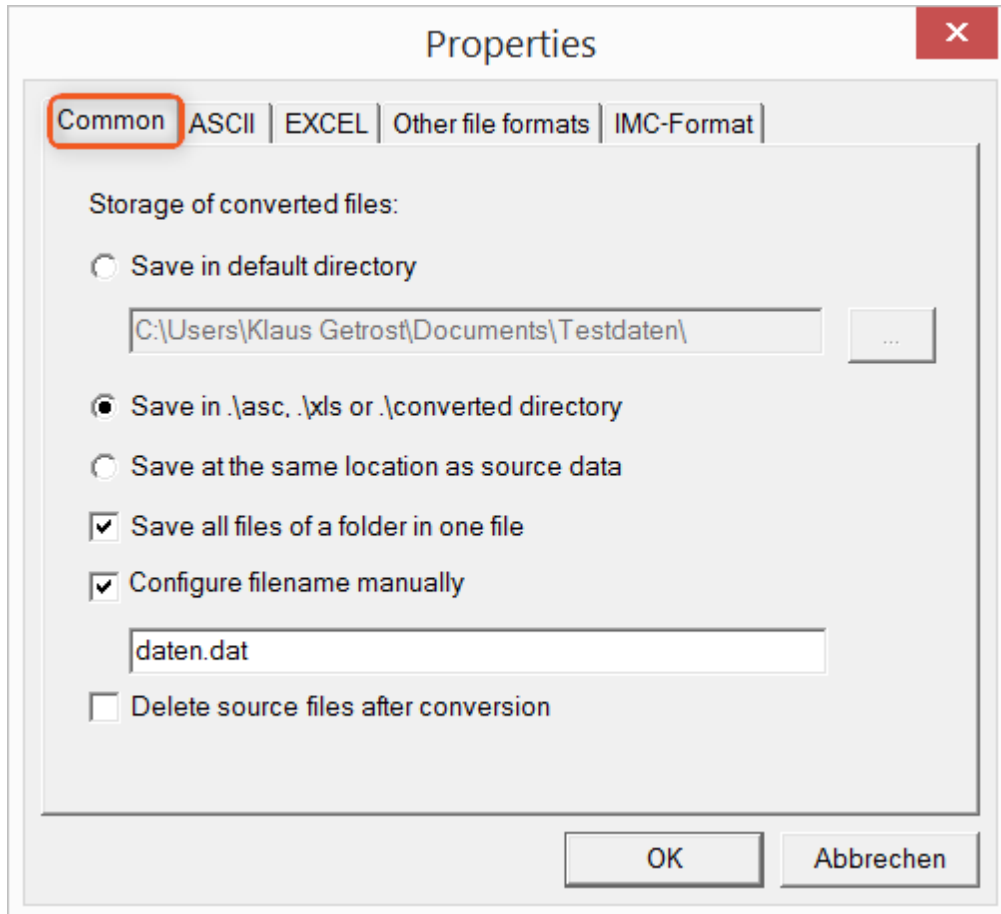 Properties
Common ASCII EXCEL Other file formats IMC-Format
Storage of converted files:
Save in default directory
C:\Users\Klaus Getrost\Documents\Testdaten\
...
Save in .\asc, .\xls or .\converted directory
Save at the same location as source data
Save all files of a folder in one file
Configure filename manually
daten.dat
Delete source files after conversion
OK Abbrechen